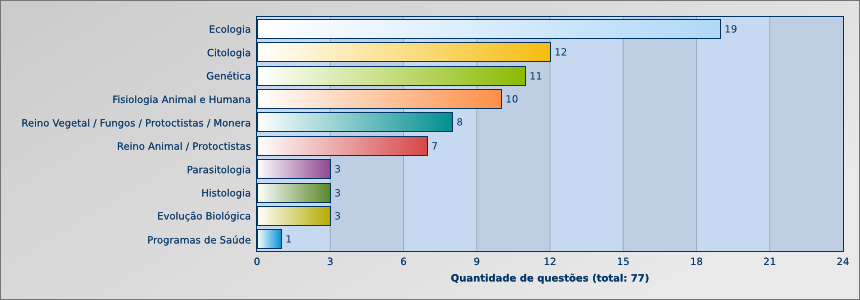 Ecologia 19
Citologia 12
Genética 11
Fisiologia Animal e Humana 10
Reino Vegetal / Fungos / Protoctistas / Monera 8
Reino Animal / Protoctistas 7
Parasitologia 3
Histologia 3
Evolução Biológica 3
Programas de Saúde 1
0 3 6 9 12 15 18 21 24
Quantidade de questões (total: 77)